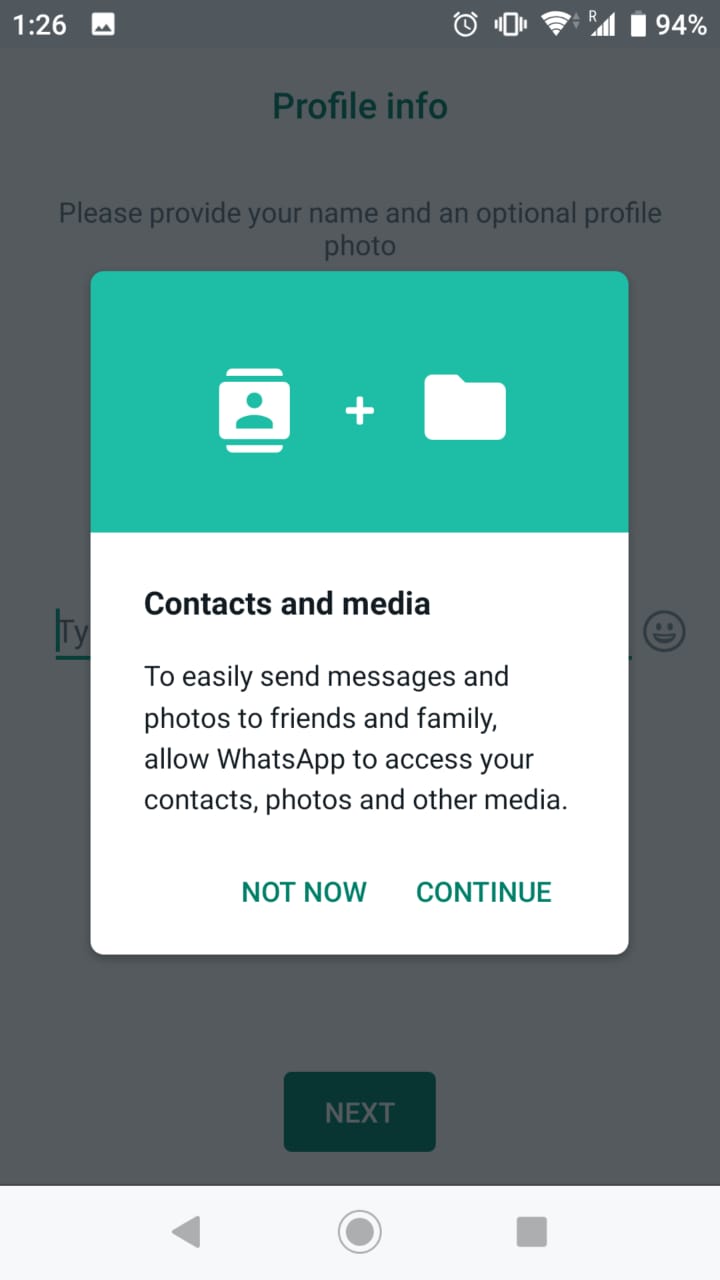 1:26 R 94%
Profile info
Please provide your name and an optional profile
photo
Contacts and media
Ty
To easily send messages and
photos to friends and family,
allow WhatsApp to access your
contacts, photos and other media.
NOT NOW CONTINUE
NEXT